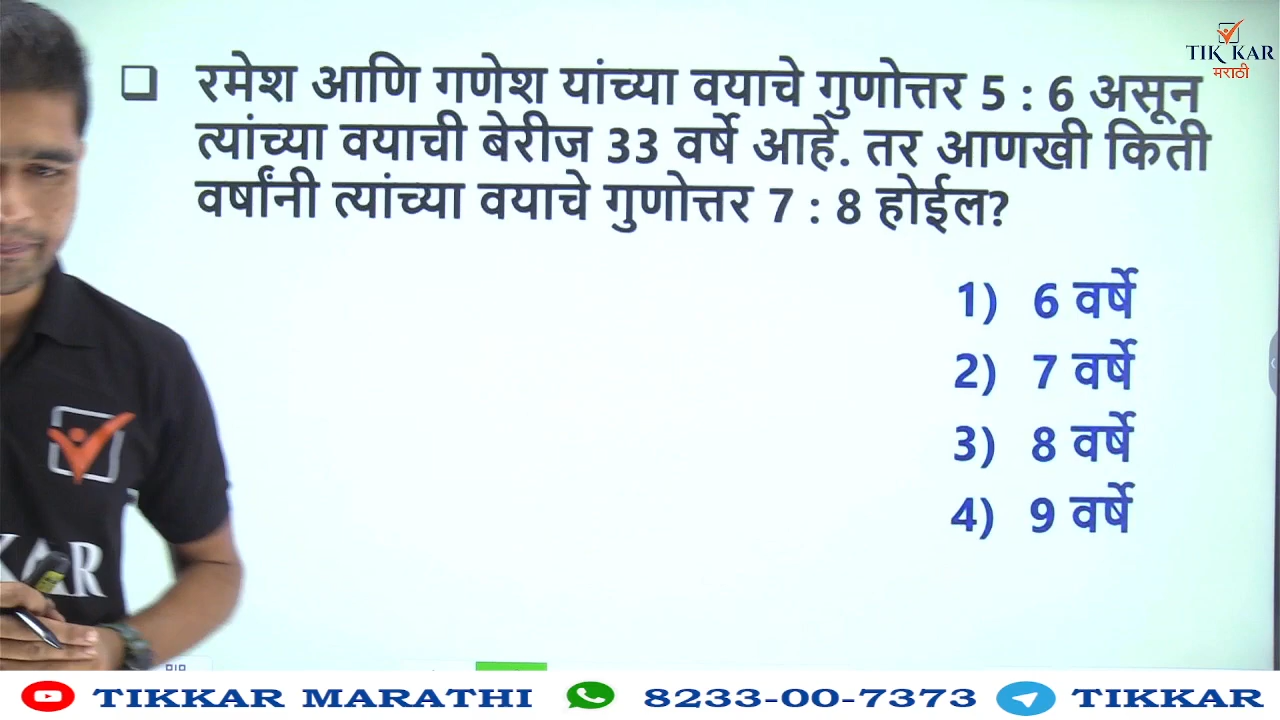 TIK KAR
मराठी
रमेश आणि गणेश यांच्या वयाचे गुणोत्तर 5 : 6 असून
त्यांच्या वयाची बेरीज 33 वर्षे आहे. तर आणखी किती
वर्षांनी त्यांच्या वयाचे गुणोत्तर 7 : 8 होईल?
1) 6 वर्षे
2) 7 वर्षे
3) 8 वर्षे
4) 9 वर्षे
KAR
TIKKAR MARATHI
8233-00-7373
TIKKAR